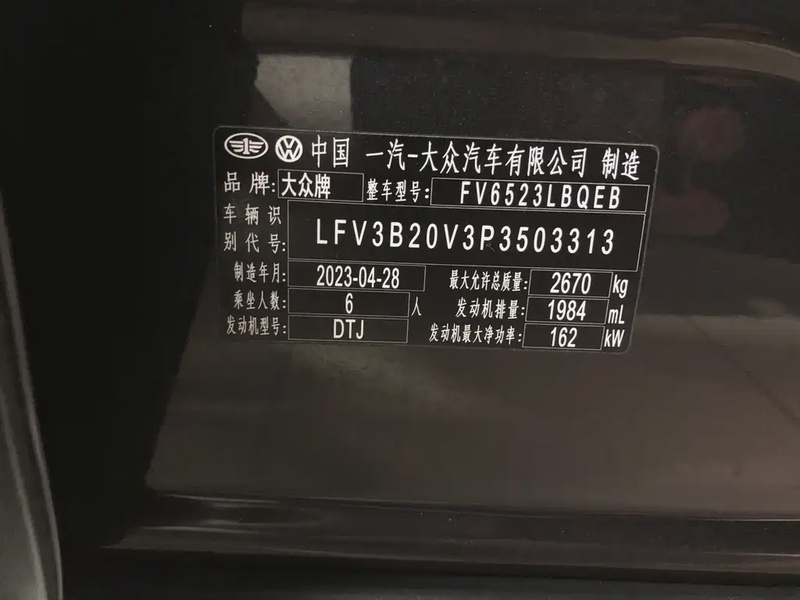 中国 一汽-大众汽车有限公司 制造
品牌: 大众牌 整车型号: FV6523LBQEB
车辆识别代号: LFV3B20V3P3503313
制造年月: 2023-04-28 最大允许总质量: 2670 kg
乘坐人数: 6 人 发动机排量: 1984 mL
发动机型号: DTJ 发动机最大净功率: 162 kW